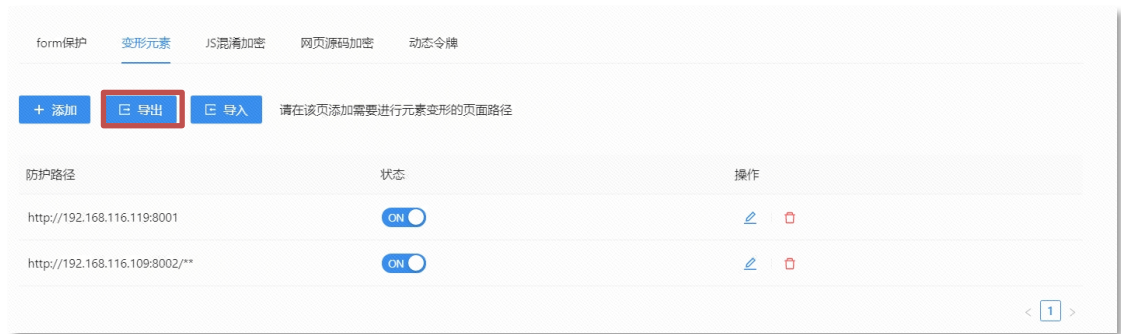 form保护 变形元素 JS混淆加密 网页源码加密 动态令牌
+ 添加 导出 导入 请在该页添加需要进行元素变形的页面路径
防护路径 状态 操作
http://192.168.116.119:8001 ON
http://192.168.116.109:8002/** ON
< 1 >